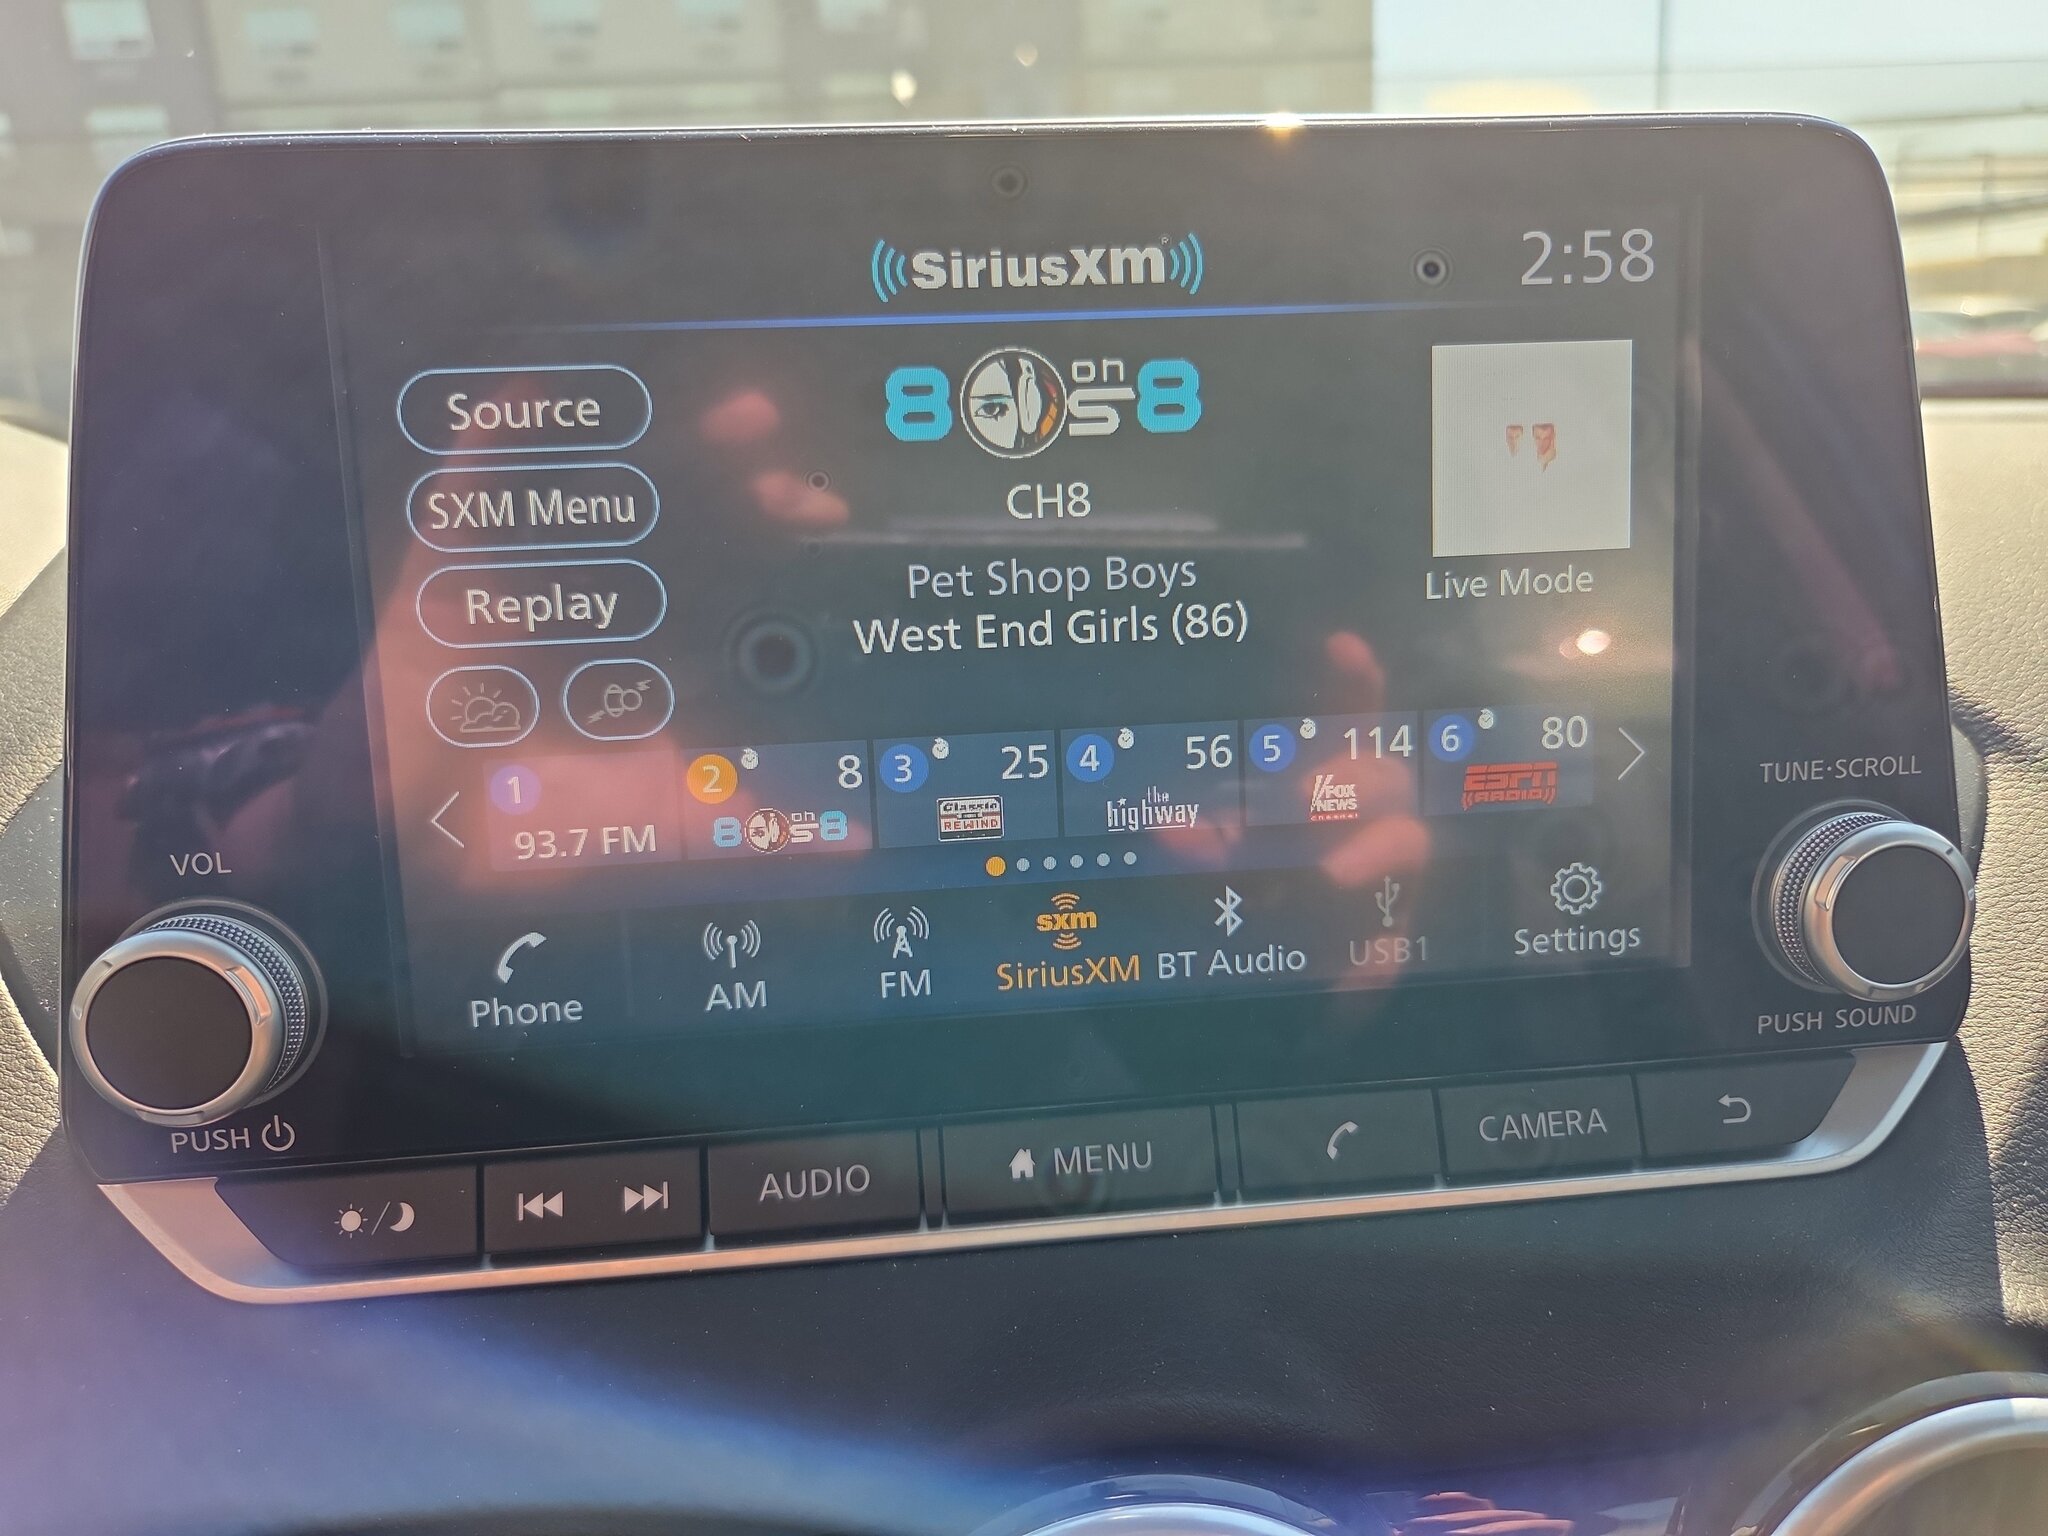 SiriusXM
2:58
Source
8 80s on 8
SXM Menu
CH8
Replay
Pet Shop Boys
West End Girls (86)
Live Mode
1
93.7 FM
2
8
80s on 8
3
25
Classic
REWIND
4
56
the
highway
5
114
FOX
NEWS
channel
6
80
ESPN
RADIO
VOL
TUNE·SCROLL
Phone
AM
FM
sxm
SiriusXM
BT Audio
USB1
Settings
PUSH
PUSH SOUND
AUDIO
MENU
CAMERA